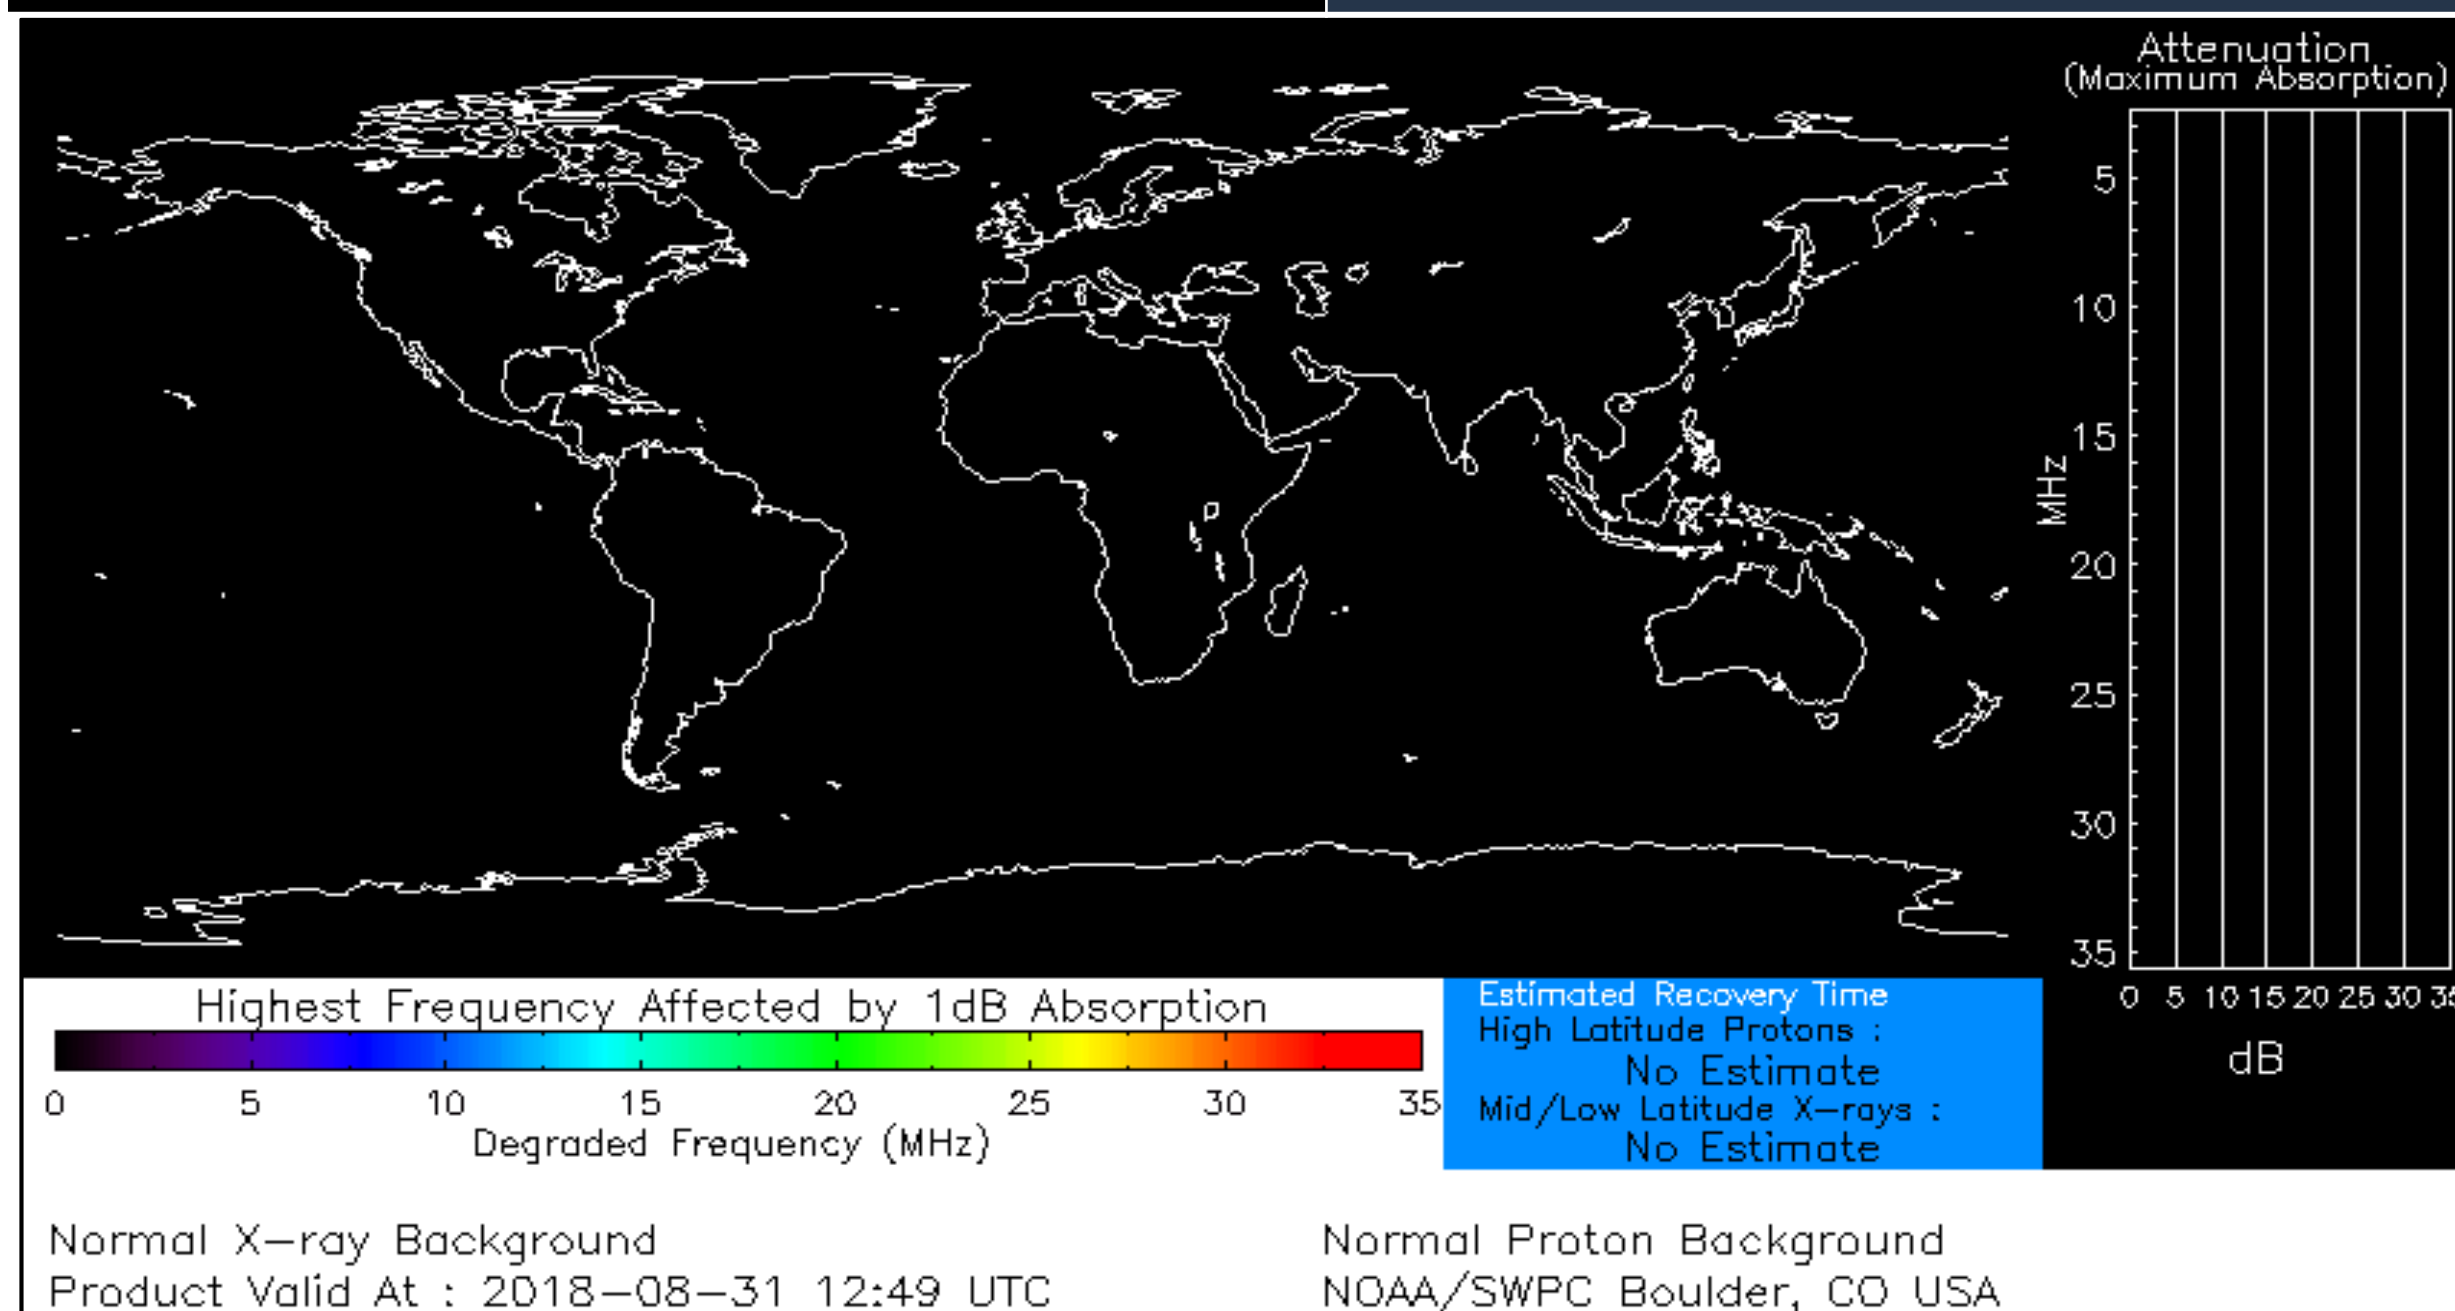 Attenuation
(Maximum Absorption)
5
10
15
20
25
30
35
MHz
0 5 10 15 20 25 30
dB
Highest Frequency Affected by 1dB Absorption
0 5 10 15 20 25 30 35
Degraded Frequency (MHz)
Estimated Recovery Time
High Latitude Protons :
No Estimate
Mid/Low Latitude X-rays :
No Estimate
Normal X-ray Background
Normal Proton Background
Product Valid At : 2018-08-31 12:49 UTC
NOAA/SWPC Boulder, CO USA